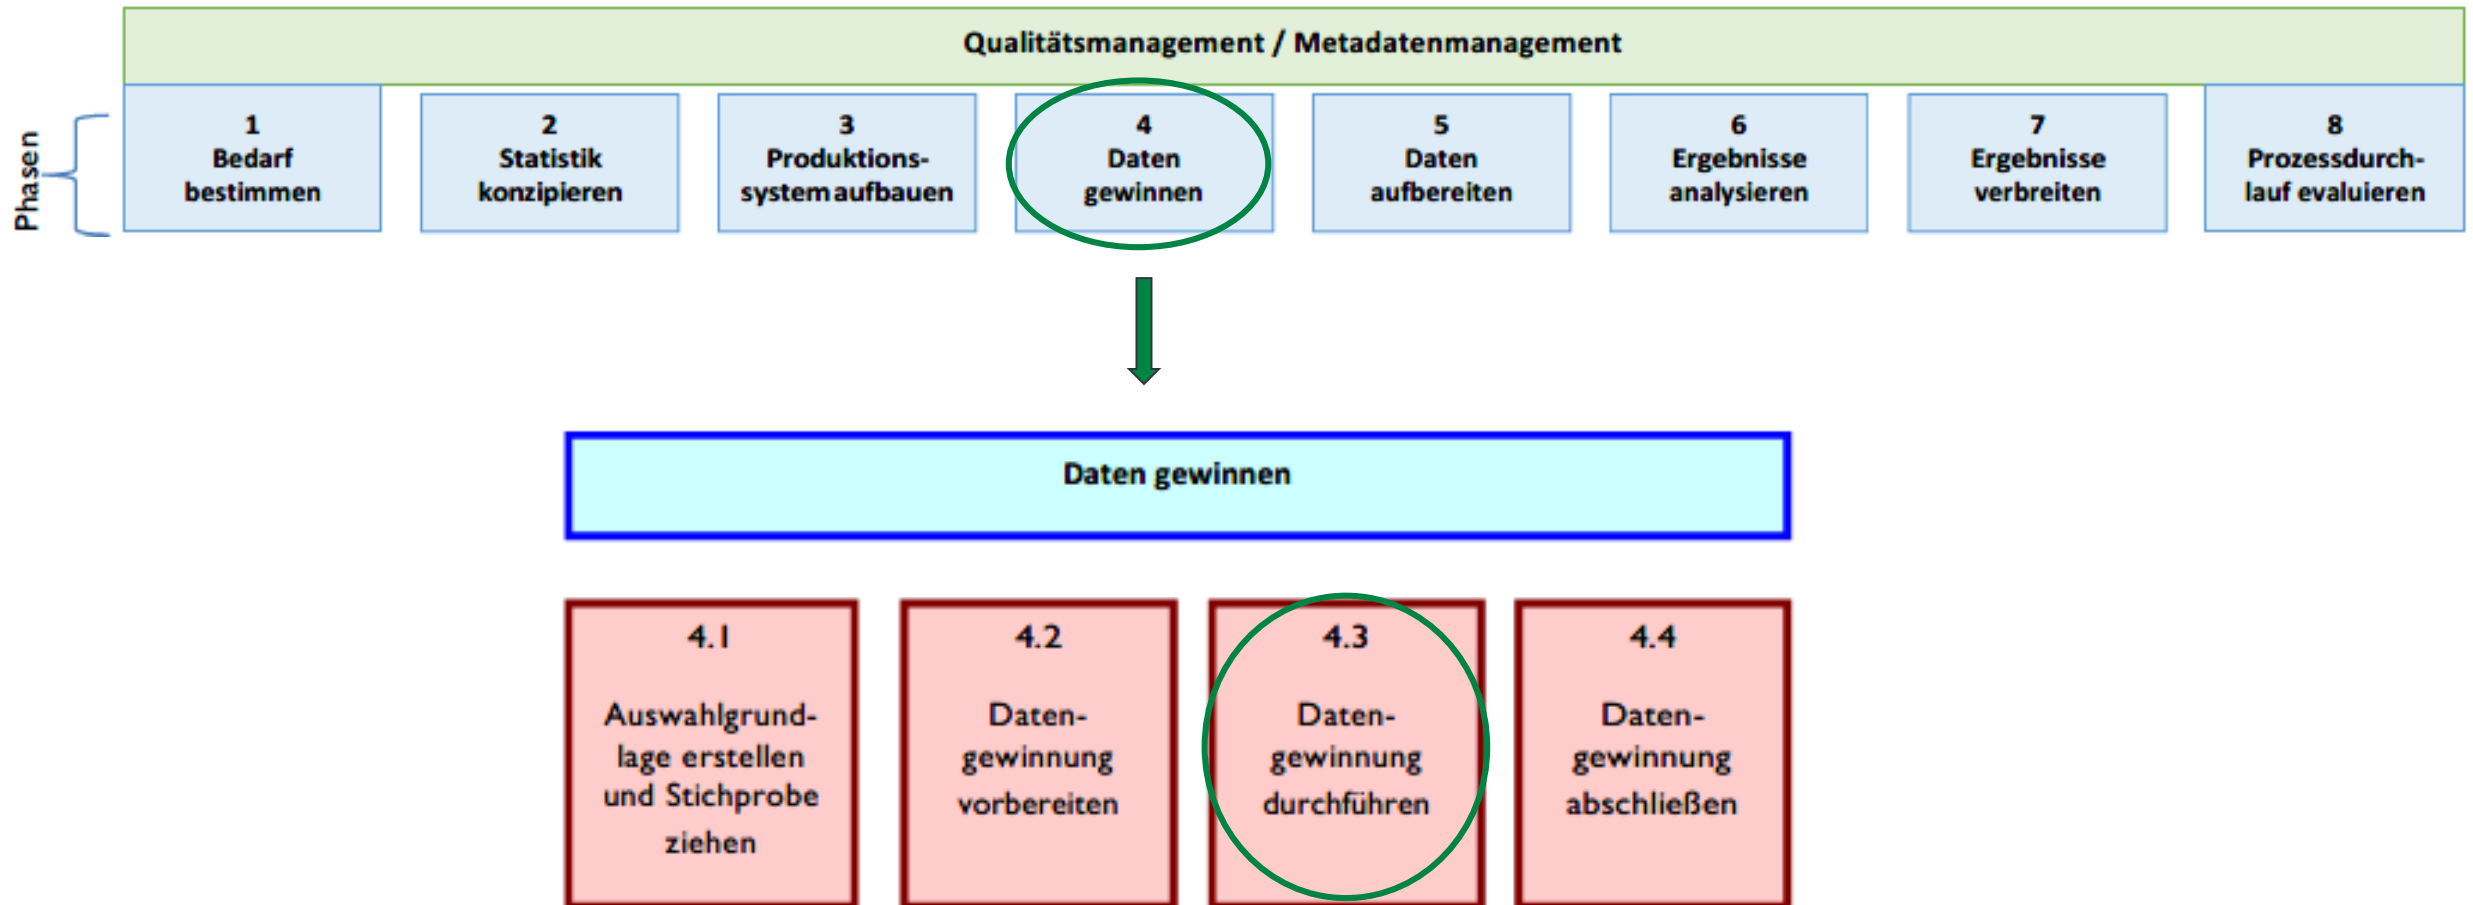 Qualitätsmanagement / Metadatenmanagement
Phasen
1
Bedarf
bestimmen
2
Statistik
konzipieren
3
Produktions-
system aufbauen
4
Daten
gewinnen
5
Daten
aufbereiten
6
Ergebnisse
analysieren
7
Ergebnisse
verbreiten
8
Prozessdurch-
lauf evaluieren
Daten gewinnen
4.1
Auswahlgrund-
lage erstellen
und Stichprobe
ziehen
4.2
Daten-
gewinnung
vorbereiten
4.3
Daten-
gewinnung
durchführen
4.4
Daten-
gewinnung
abschließen